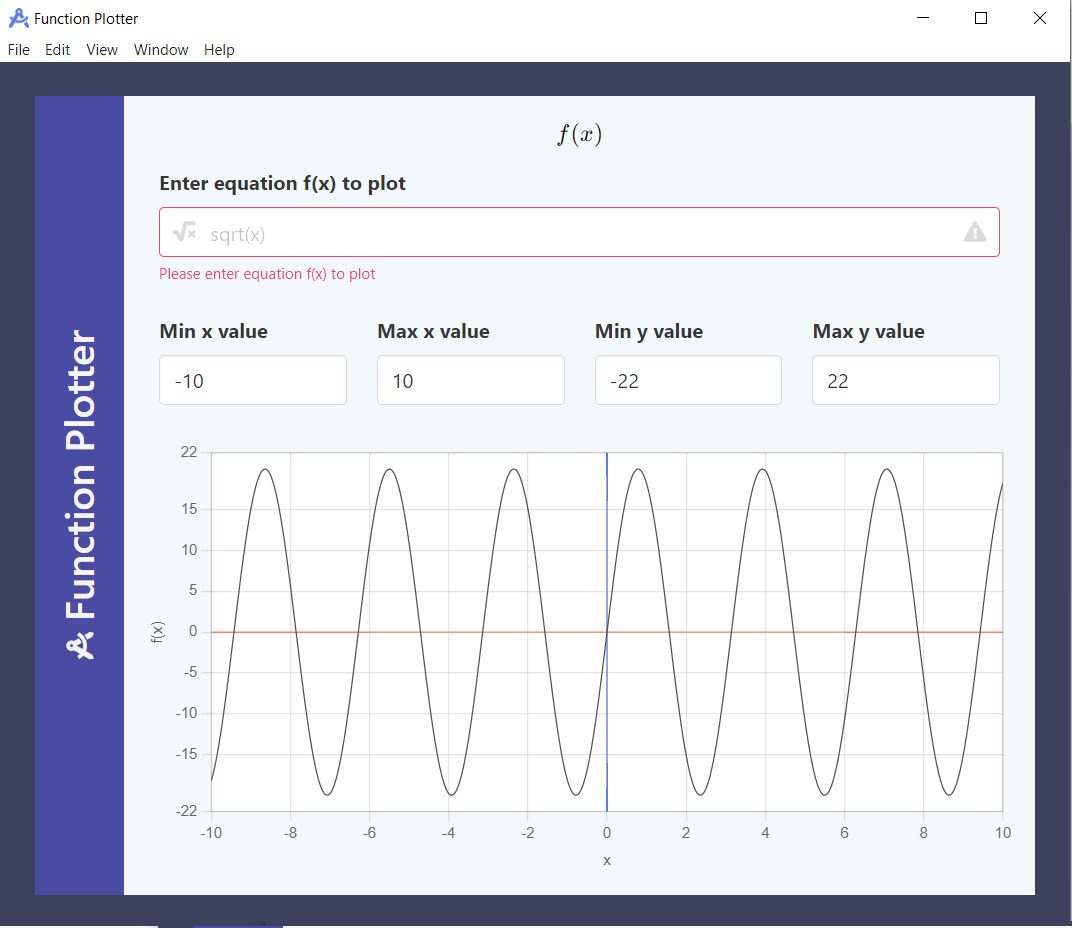 Function Plotter
File Edit View Window Help
Function Plotter
f(x)
Enter equation f(x) to plot
sqrt(x)
Please enter equation f(x) to plot
Min x value Max x value Min y value Max y value
-10 10 -22 22
22
15
10
5
0
-5
-10
-15
-22
f(x)
-10 -8 -6 -4 -2 0 2 4 6 8 10
x